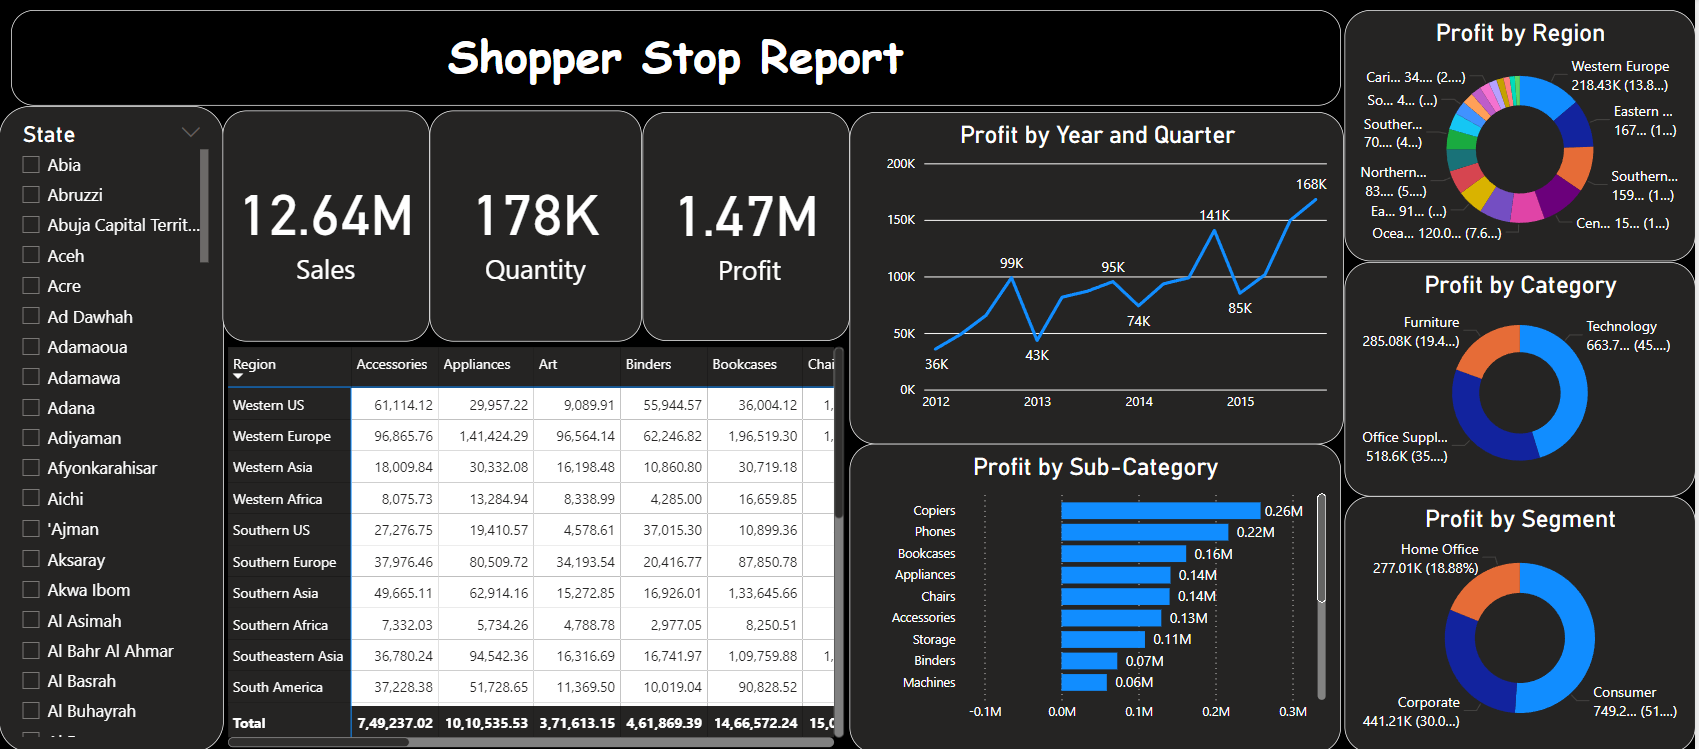 Shopper Stop Report
State
Abia
Abruzzi
Abuja Capital Territ...
Aceh
Acre
Ad Dawhah
Adamaoua
Adamawa
Adana
Adiyaman
Afyonkarahisar
Aichi
'Ajman
Aksaray
Akwa Ibom
Al Asimah
Al Bahr Al Ahmar
Al Basrah
Al Buhayrah
12.64M
Sales
178K
Quantity
1.47M
Profit
Region Accessories Appliances Art Binders Bookcases Chai
Western US 61,114.12 29,957.22 9,089.91 55,944.57 36,004.12 1,
Western Europe 96,865.76 1,41,424.29 96,564.14 62,246.82 1,96,519.30 1,
Western Asia 18,009.84 30,332.08 16,198.48 10,860.80 30,719.18
Western Africa 8,075.73 13,284.94 8,338.99 4,285.00 16,659.85
Southern US 27,276.75 19,410.57 4,578.61 37,015.30 10,899.36
Southern Europe 37,976.46 80,509.72 34,193.54 20,416.77 87,850.78
Southern Asia 49,665.11 62,914.16 15,272.85 16,926.01 1,33,645.66
Southern Africa 7,332.03 5,734.26 4,788.78 2,977.05 8,250.51
Southeastern Asia 36,780.24 94,542.36 16,316.69 16,741.97 1,09,759.88 1,
South America 37,228.38 51,728.65 11,369.50 10,019.04 90,828.52
Total 7,49,237.02 10,10,535.53 3,71,613.15 4,61,869.39 14,66,572.24 15,0
Profit by Year and Quarter
200K
150K
100K
50K
0K
36K
99K
43K
95K
74K
141K
85K
168K
2012 2013 2014 2015
Profit by Sub-Category
Copiers 0.26M
Phones 0.22M
Bookcases 0.16M
Appliances 0.14M
Chairs 0.14M
Accessories 0.13M
Storage 0.11M
Binders 0.07M
Machines 0.06M
-0.1M 0.0M 0.1M 0.2M 0.3M
Profit by Region
Western Europe
218.43K (13.8...)
Eastern ...
167... (1...)
Southern...
159... (1...)
Cen... 15... (1...)
Ocea... 120.0... (7.6...)
Ea... 91... (...)
Northern...
83.... (5....)
Souther...
70.... (4...)
So... 4... (...)
Cari... 34.... (2....)
Profit by Category
Furniture
285.08K (19.4...)
Technology
663.7... (45....)
Office Suppl...
518.6K (35....)
Profit by Segment
Home Office
277.01K (18.88%)
Consumer
749.2... (51....)
Corporate
441.21K (30.0...)